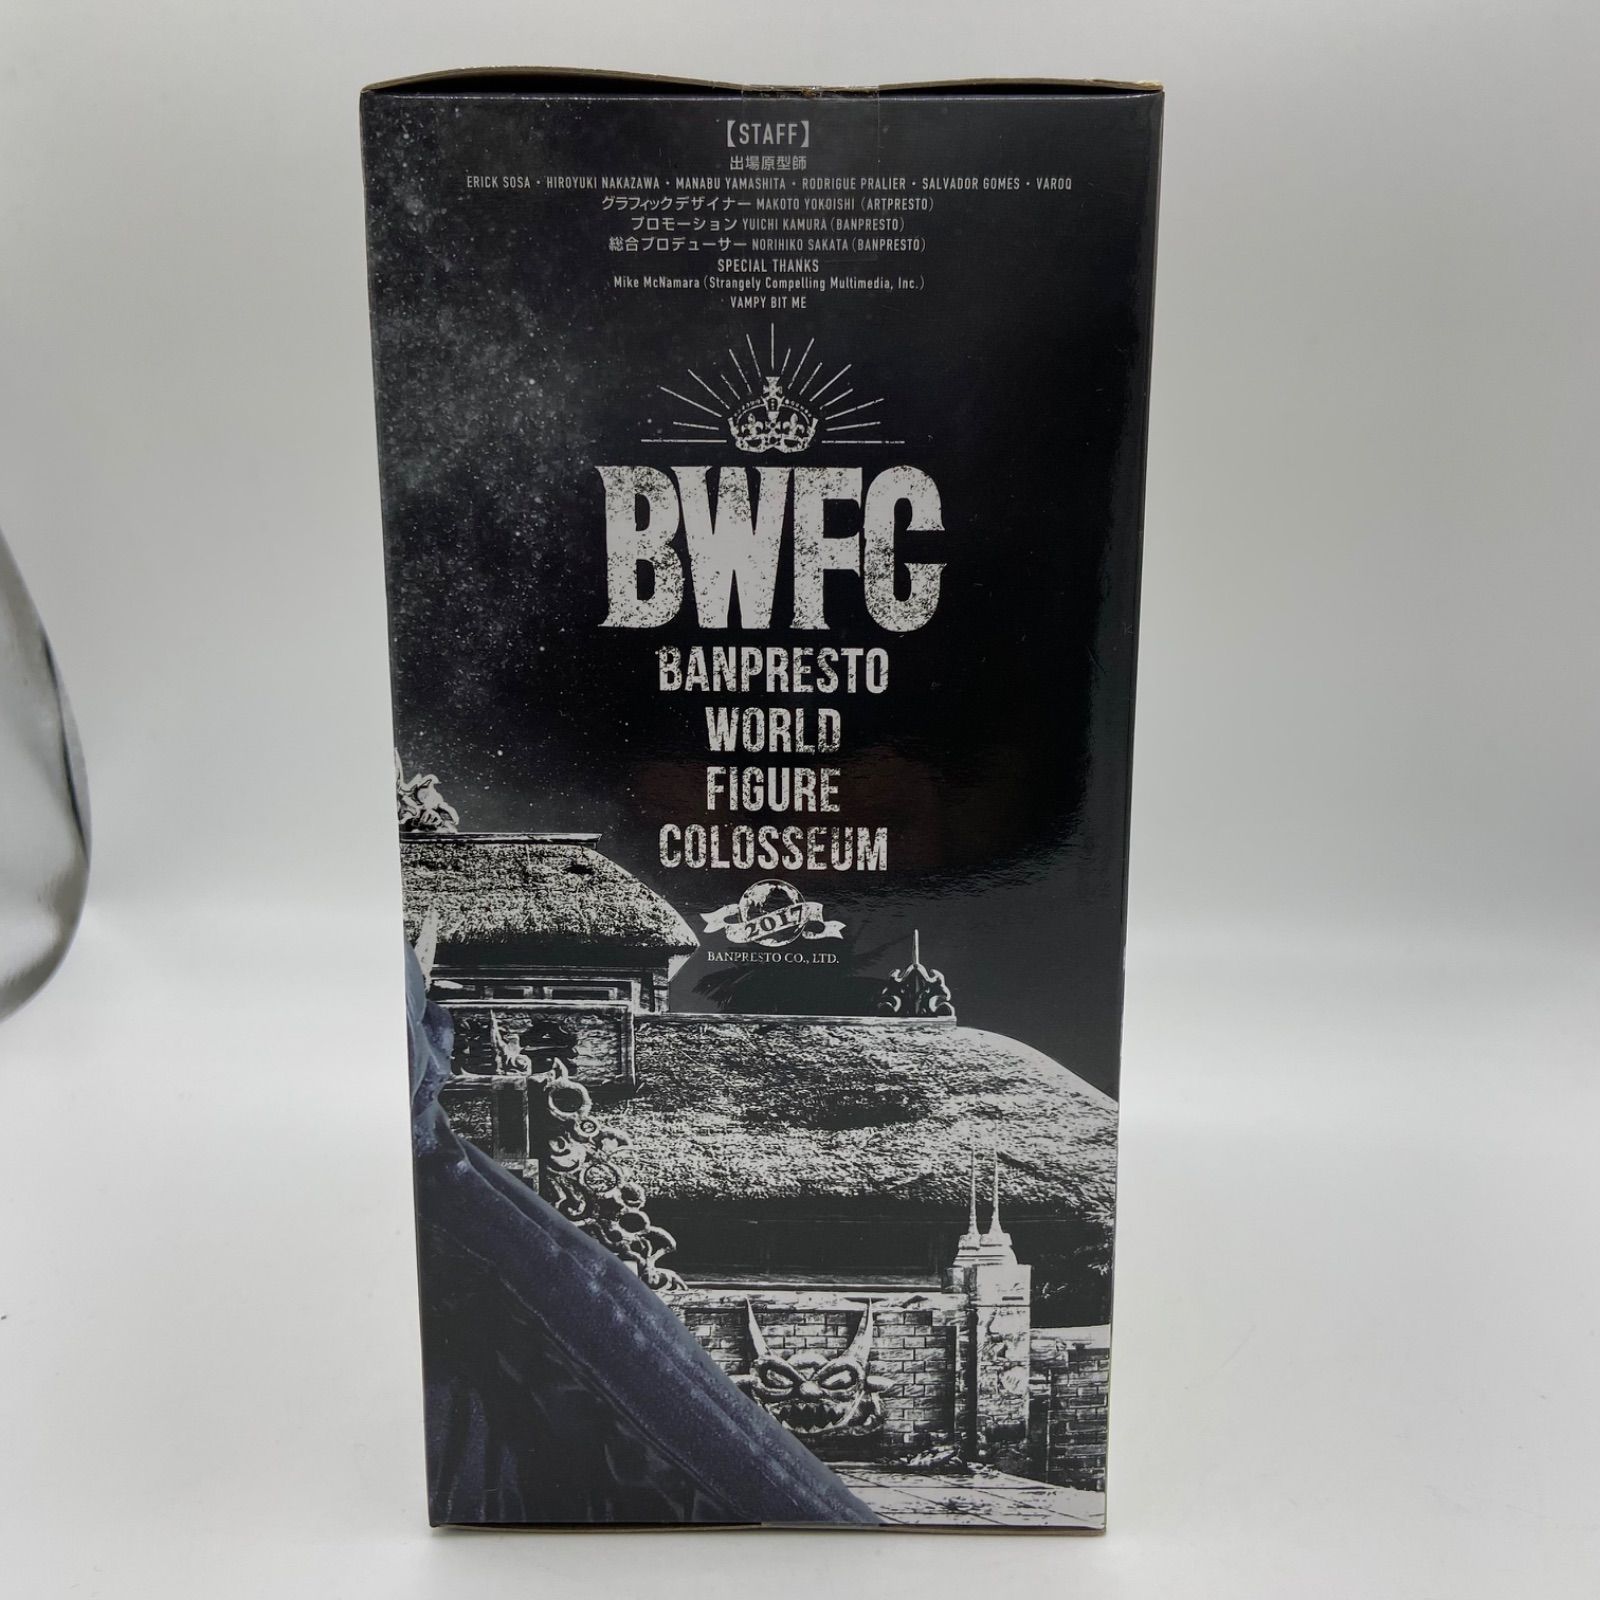 【STAFF】
出場原型師
ERICK SOSA・HIROYUKI NAKAZAWA・MANABU YAMASHITA・RODRIGUE PRALIER・SALVADOR GOMES・VAROQ
グラフィックデザイナー MAKOTO YOKOISHI (ARTPRESTO)
プロモーション YUICHI KAMURA (BANPRESTO)
総合プロデューサー NORIHIKO SAKATA (BANPRESTO)
SPECIAL THANKS
Mike McNamara (Strangely Compelling Multimedia, Inc.)
VAMPY BIT ME
BWFC
BANPRESTO
WORLD
FIGURE
COLOSSEUM
2017
BANPRESTO CO., LTD.